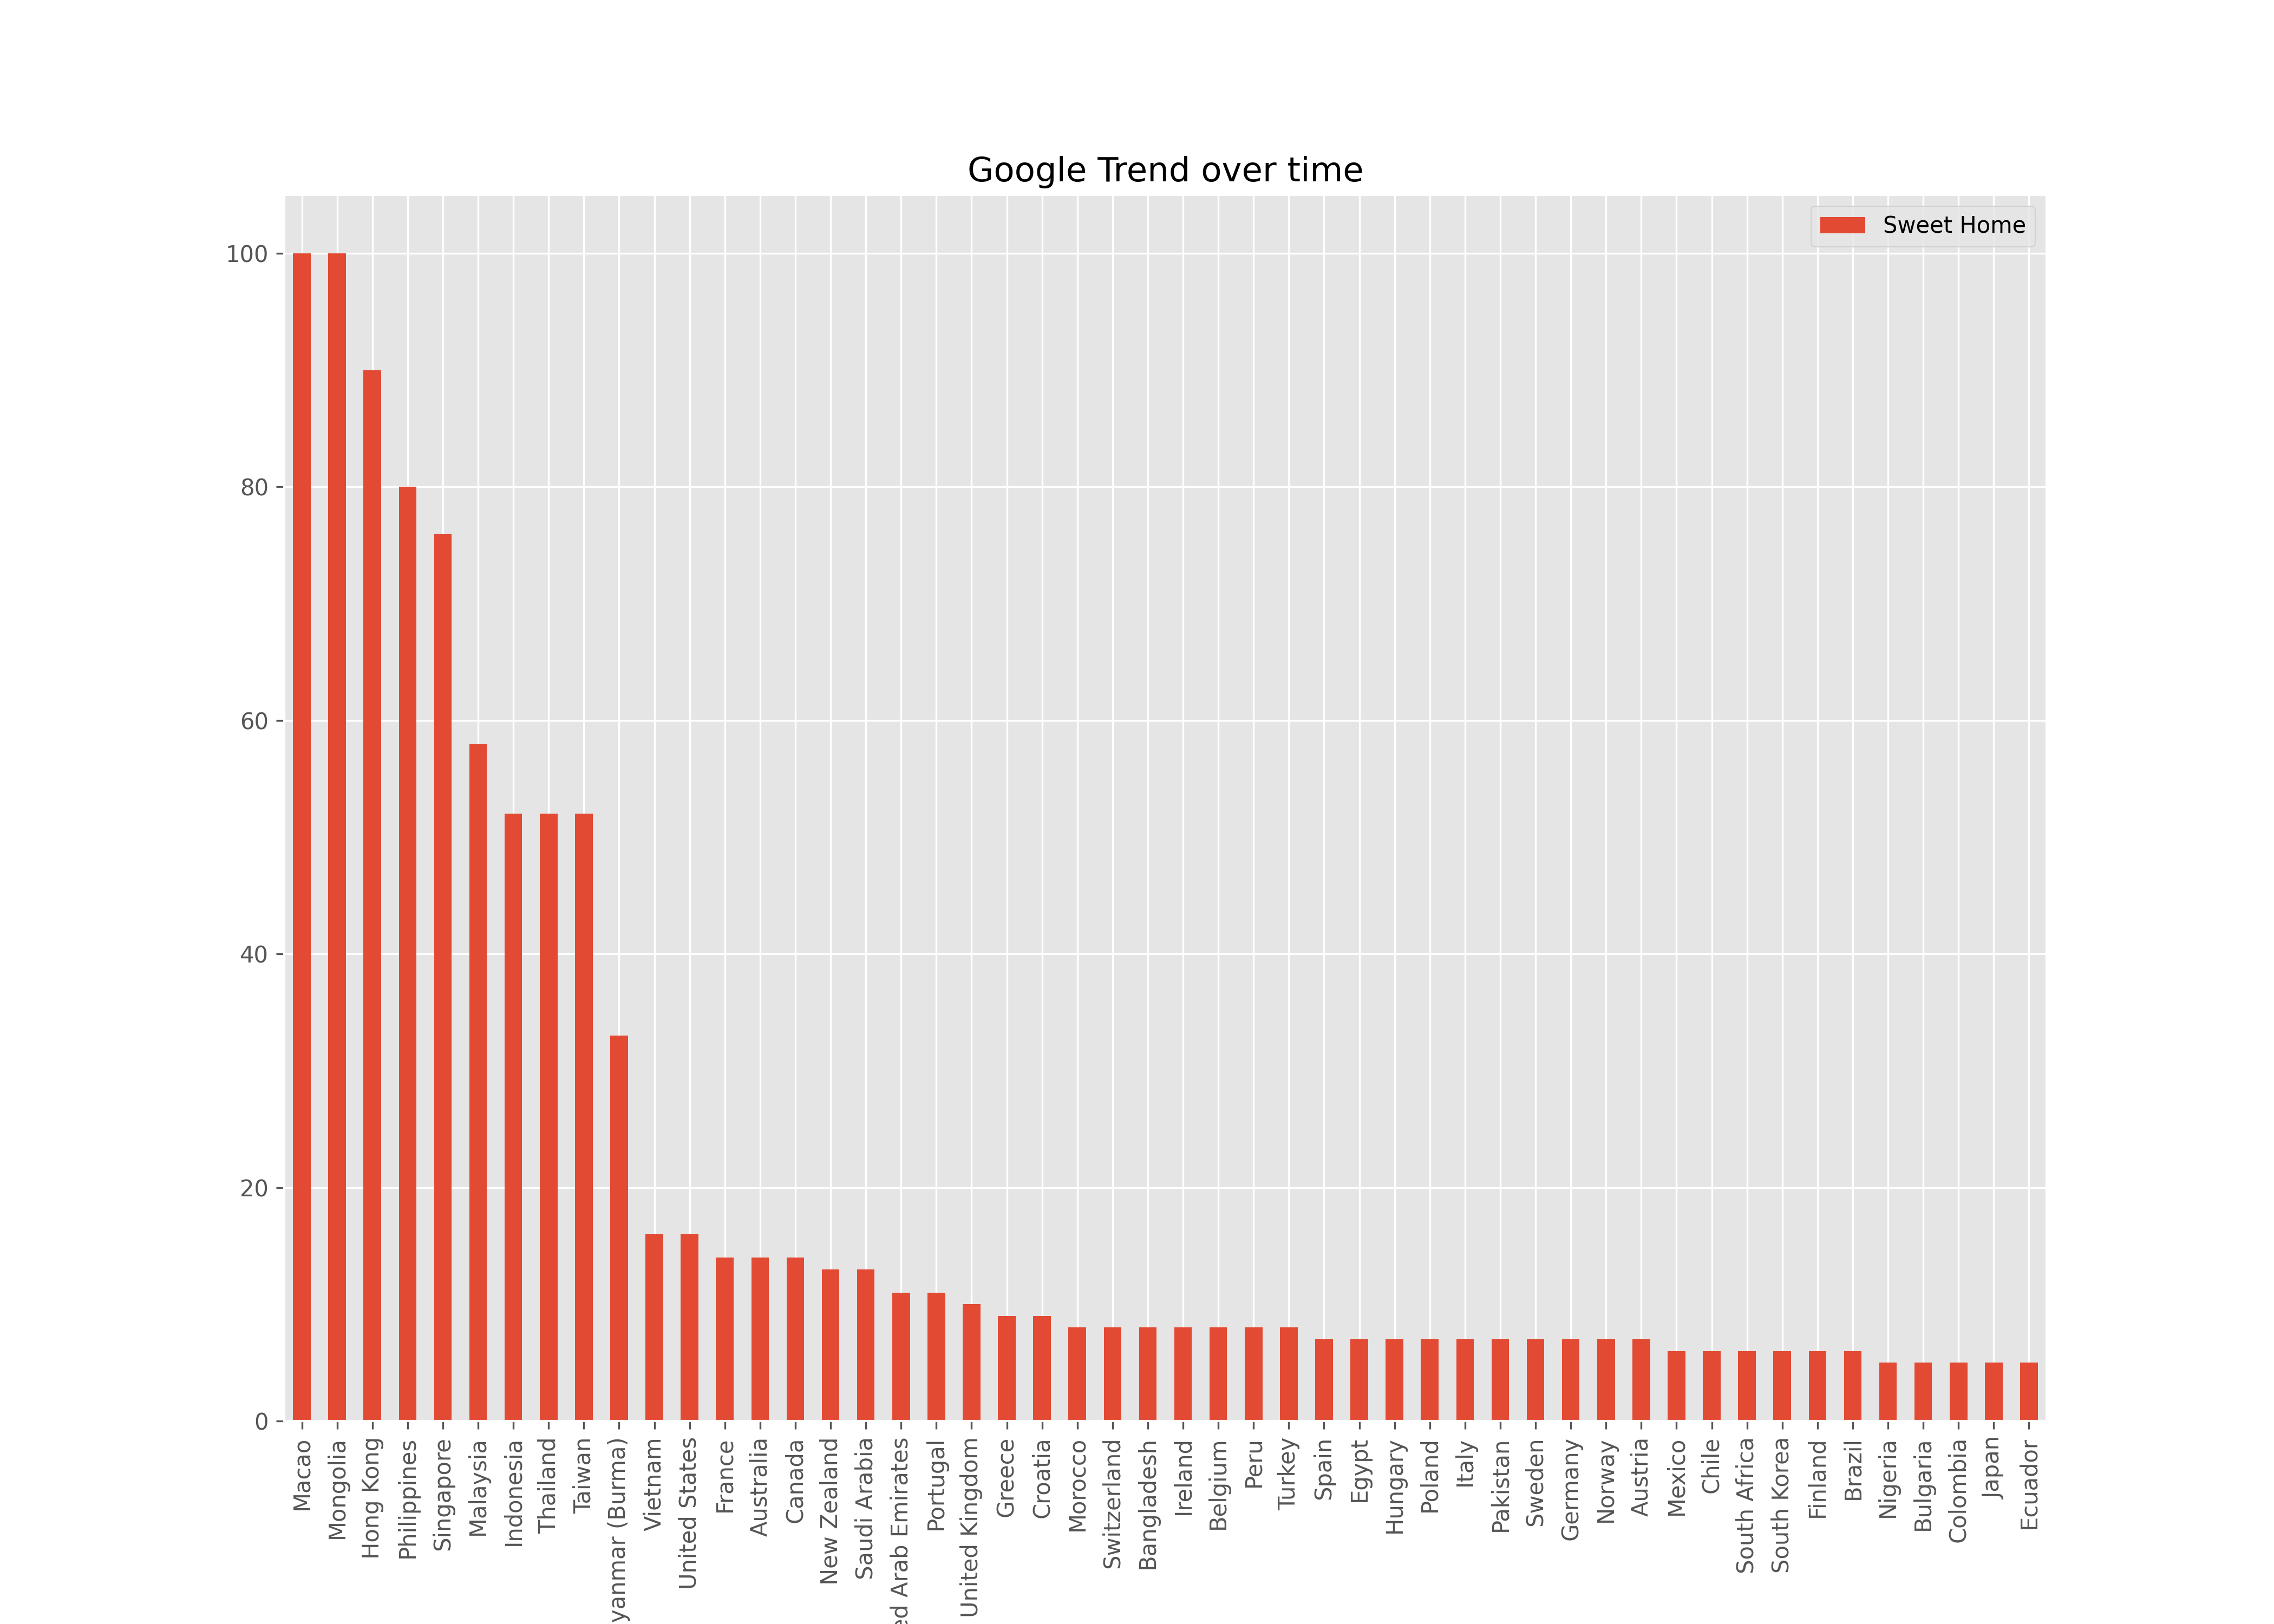 Google Trend over time
Sweet Home
100
80
60
40
20
0
Macao
Mongolia
Hong Kong
Philippines
Singapore
Malaysia
Indonesia
Thailand
Taiwan
yanmar (Burma)
Vietnam
United States
France
Australia
Canada
New Zealand
Saudi Arabia
ed Arab Emirates
Portugal
United Kingdom
Greece
Croatia
Morocco
Switzerland
Bangladesh
Ireland
Belgium
Peru
Turkey
Spain
Egypt
Hungary
Poland
Italy
Pakistan
Sweden
Germany
Norway
Austria
Mexico
Chile
South Africa
South Korea
Finland
Brazil
Nigeria
Bulgaria
Colombia
Japan
Ecuador